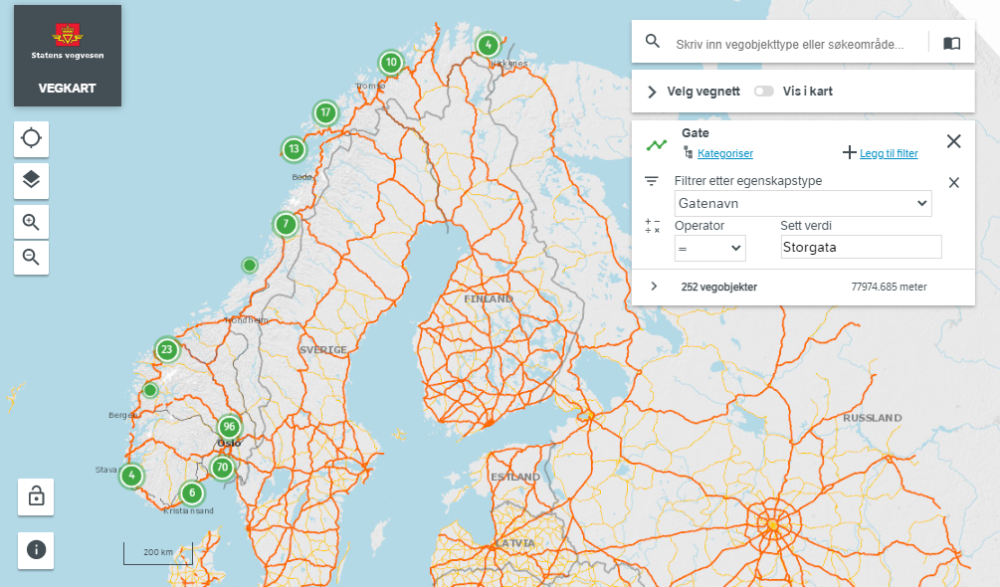 Statens vegvesen
VEGKART
Skriv inn vegobjekttype eller søkeområde...
Velg vegnett
Vis i kart
Gate
Kategoriser
Legg til filter
Filtrer etter egenskapstype
Gatenavn
Operator
Sett verdi
=
Storgata
252 vegobjekter
77974.685 meter
4
Kirkenes
10
Tromsø
17
13
Bodø
7
FINLAND
Trondheim
SVERIGE
23
Bergen
96
Oslo
RUSSLAND
70
Stava
4
6
Kristiansand
ESTLAND
LATVIA
200 km